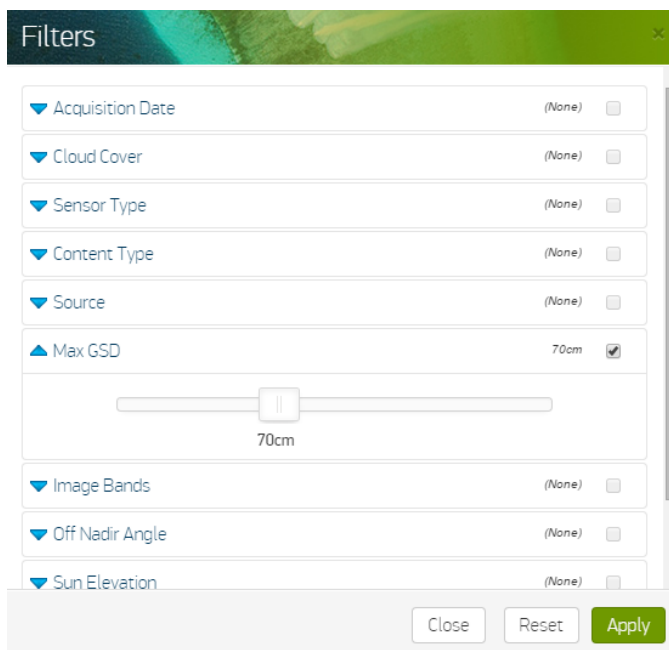 Filters
Acquisition Date (None)
Cloud Cover (None)
Sensor Type (None)
Content Type (None)
Source (None)
Max GSD 70cm
70cm
Image Bands (None)
Off Nadir Angle (None)
Sun Elevation (None)
Close Reset Apply